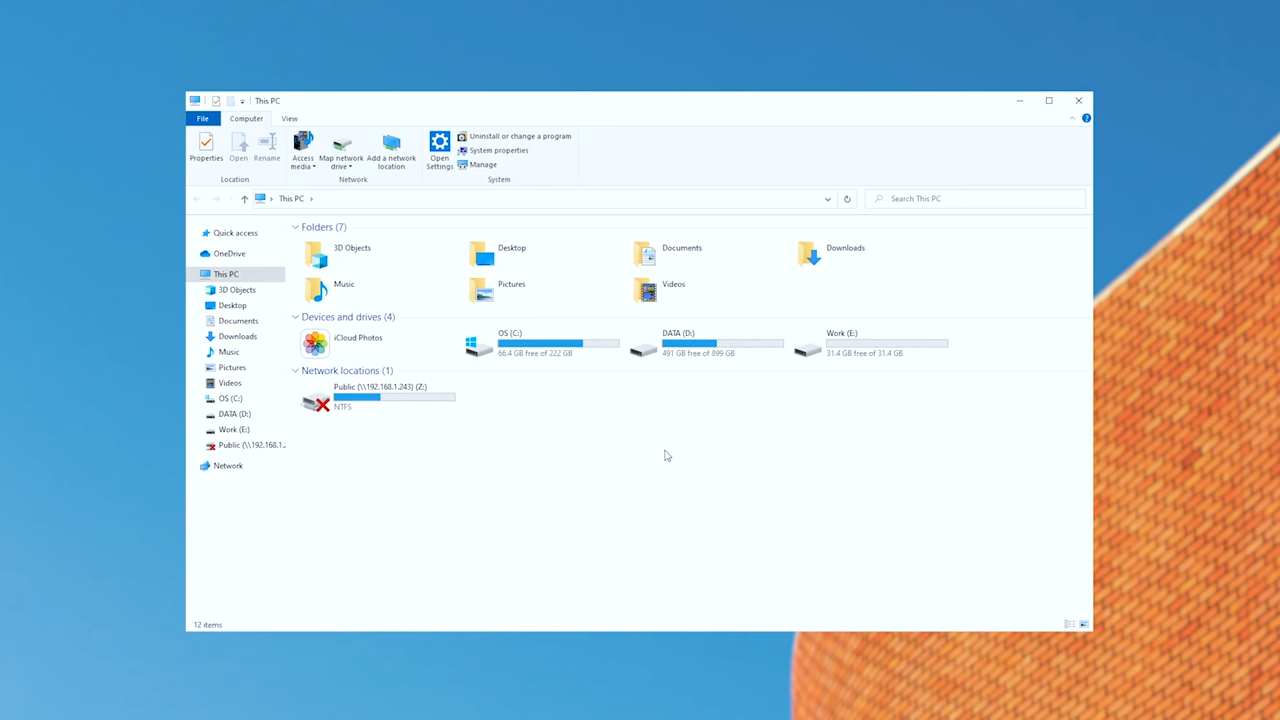 This PC
File Computer View
Properties Open Rename Access media Map network drive Add a network location Open Settings Uninstall or change a program
System properties
Manage
Location Network System
This PC Search This PC
Quick access
OneDrive
This PC
3D Objects
Desktop
Documents
Downloads
Music
Pictures
Videos
OS (C:)
DATA (D:)
Work (E:)
Public (\\192.168.1.2
Network
Folders (7)
3D Objects Desktop Documents Downloads
Music Pictures Videos
Devices and drives (4)
iCloud Photos
OS (C:)
66.4 GB free of 222 GB
DATA (D:)
491 GB free of 899 GB
Work (E:)
31.4 GB free of 31.4 GB
Network locations (1)
Public (\\192.168.1.243) (Z:)
NTFS
12 items